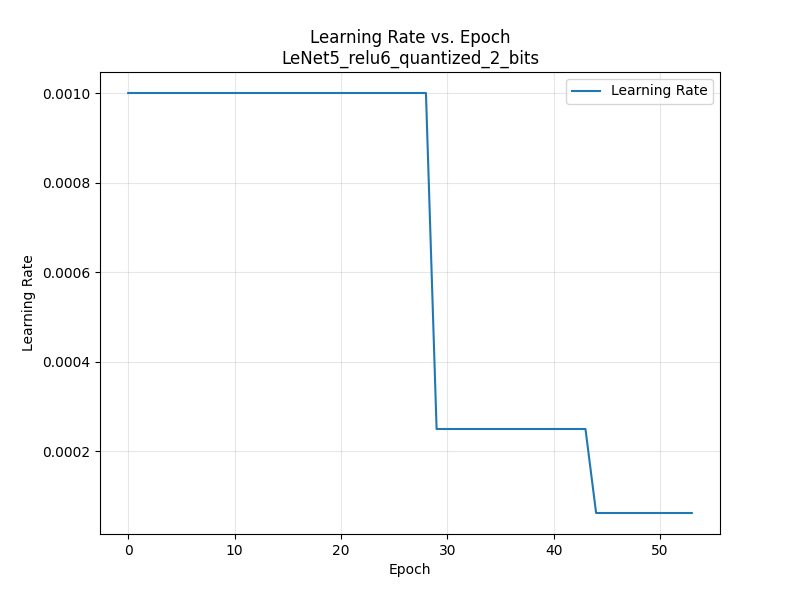 Learning Rate vs. Epoch
LeNet5_relu6_quantized_2_bits
Learning Rate
0.0010
0.0008
0.0006
0.0004
0.0002
Learning Rate
0 10 20 30 40 50
Epoch